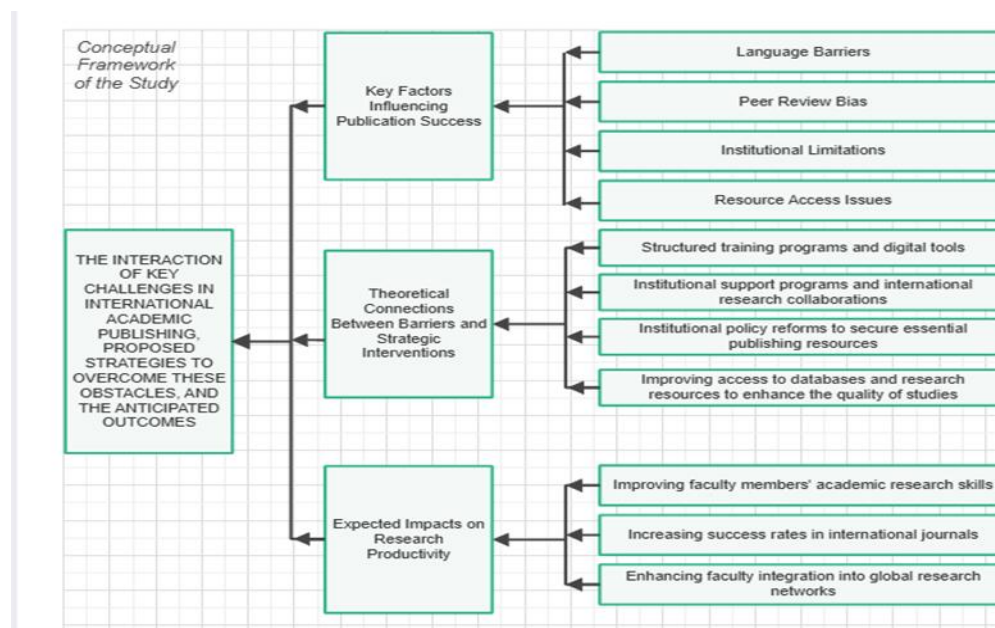 Conceptual
Framework
of the Study
THE INTERACTION
OF KEY
CHALLENGES IN
INTERNATIONAL
ACADEMIC
PUBLISHING,
PROPOSED
STRATEGIES TO
OVERCOME THESE
OBSTACLES, AND
THE ANTICIPATED
OUTCOMES
Key Factors
Influencing
Publication Success
Language Barriers
Peer Review Bias
Institutional Limitations
Resource Access Issues
Theoretical
Connections
Between Barriers and
Strategic
Interventions
Structured training programs and digital tools
Institutional support programs and international
research collaborations
Institutional policy reforms to secure essential
publishing resources
Improving access to databases and research
resources to enhance the quality of studies
Expected Impacts on
Research
Productivity
Improving faculty members' academic research skills
Increasing success rates in international journals
Enhancing faculty integration into global research
networks